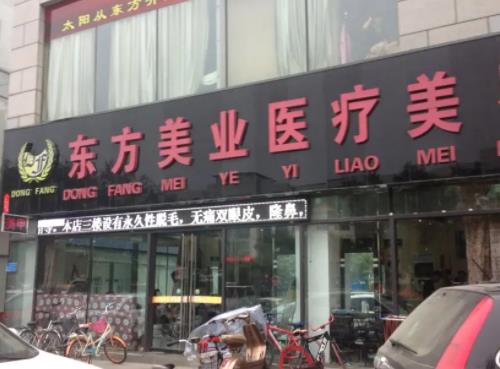 太阳从东方升
东方美业医疗美
DONG FANG
DONG FANG MEI YE YI LIAO MEI
本店三楼设有永久性脱毛，无痛双眼皮，隆鼻，